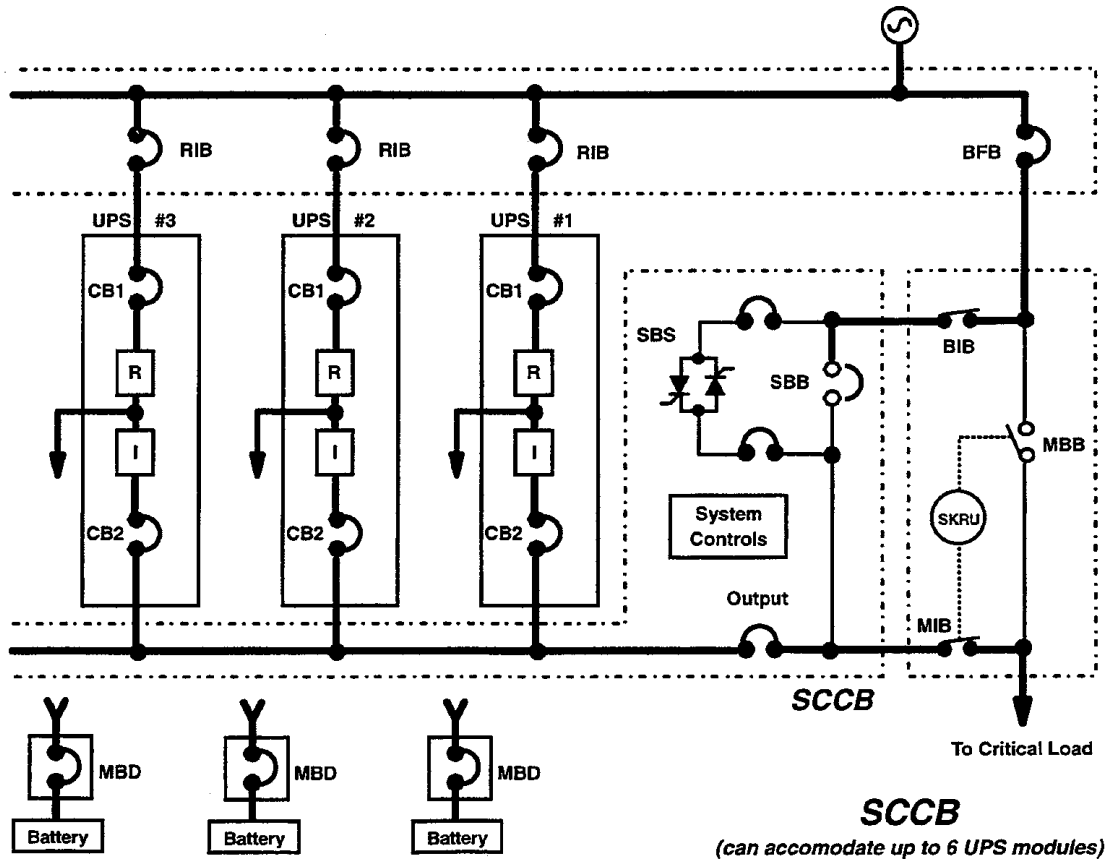 RIB
RIB
RIB
BFB
UPS #3
UPS #2
UPS #1
CB1
CB1
CB1
SBS
BIB
R
R
R
SBB
I
I
I
MBB
System
Controls
SKRU
CB2
CB2
CB2
Output
MIB
SCCB
To Critical Load
MBD
MBD
MBD
Battery
Battery
Battery
SCCB
(can accomodate up to 6 UPS modules)